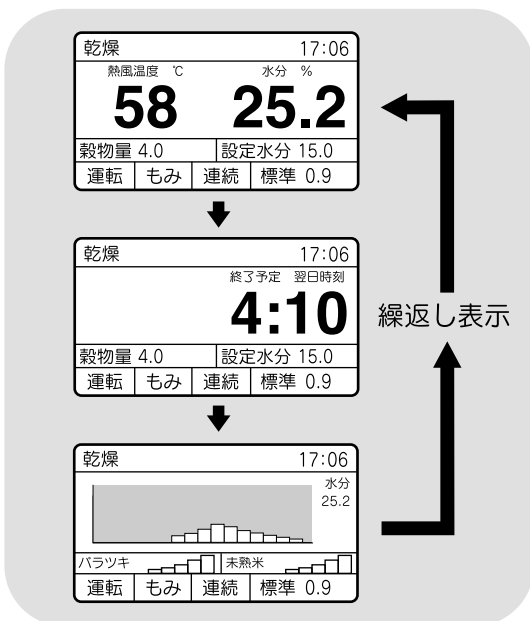 乾燥 17:06
熱風温度 ℃ 水分 %
58 25.2
穀物量 4.0 設定水分 15.0
運転 もみ 連続 標準 0.9
乾燥 17:06
終了予定 翌日時刻
4:10
穀物量 4.0 設定水分 15.0
運転 もみ 連続 標準 0.9
繰返し表示
乾燥 17:06
水分
25.2
バラツキ 未熟米
運転 もみ 連続 標準 0.9